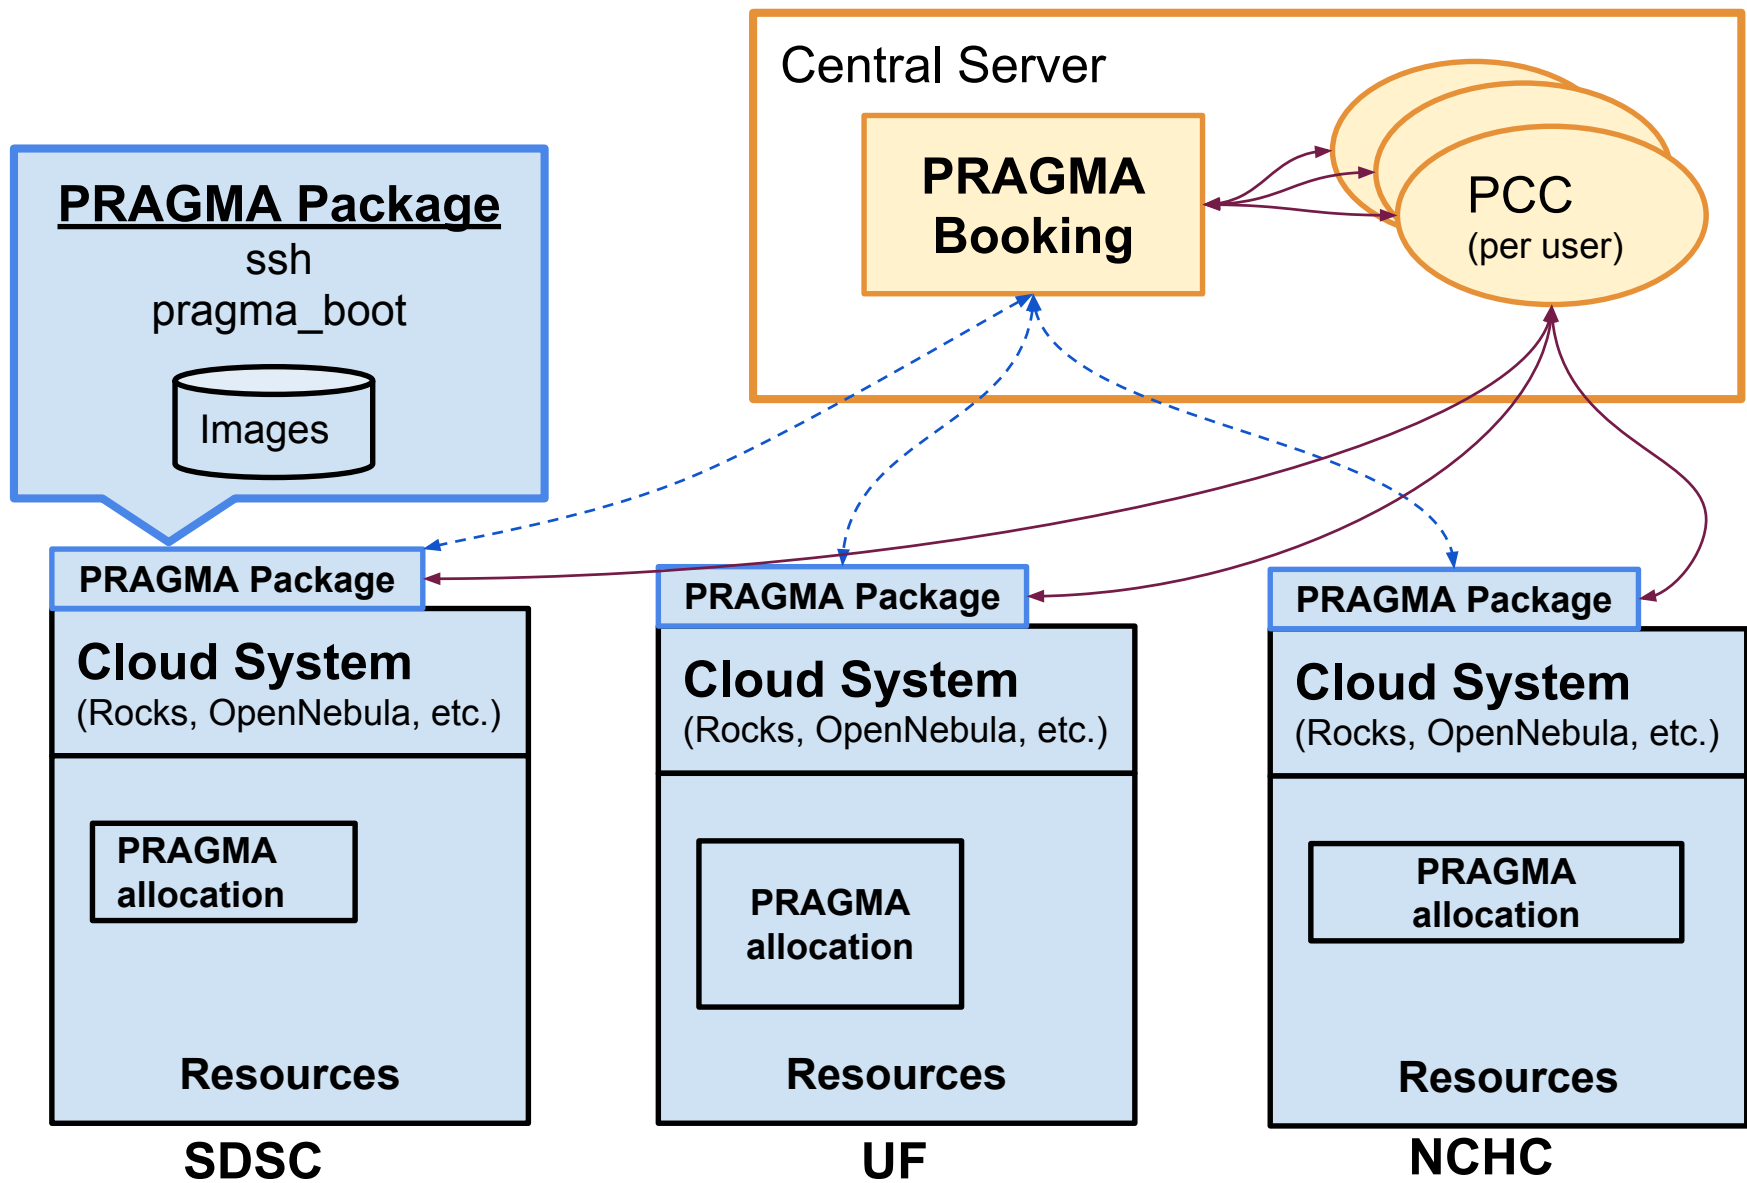 Central Server
PRAGMA
Booking
PCC
(per user)
PRAGMA Package
ssh
pragma_boot
Images
PRAGMA Package
Cloud System
(Rocks, OpenNebula, etc.)
PRAGMA
allocation
Resources
SDSC
PRAGMA Package
Cloud System
(Rocks, OpenNebula, etc.)
PRAGMA
allocation
Resources
UF
PRAGMA Package
Cloud System
(Rocks, OpenNebula, etc.)
PRAGMA
allocation
Resources
NCHC